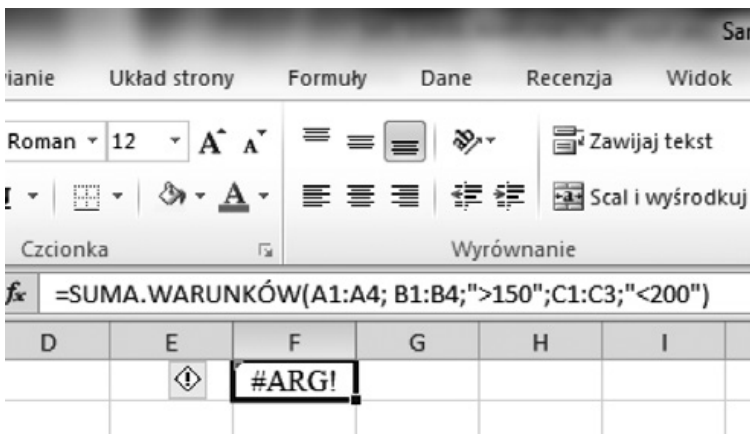 Sar
ianie Układ strony Formuły Dane Recenzja Widok
Roman 12 A A Zawijaj tekst
a Scal i wyśrodkuj
Czcionka Wyrównanie
fx =SUMA.WARUNKÓW(A1:A4; B1:B4;">150";C1:C3;"<200")
D E F G H I
#ARG!